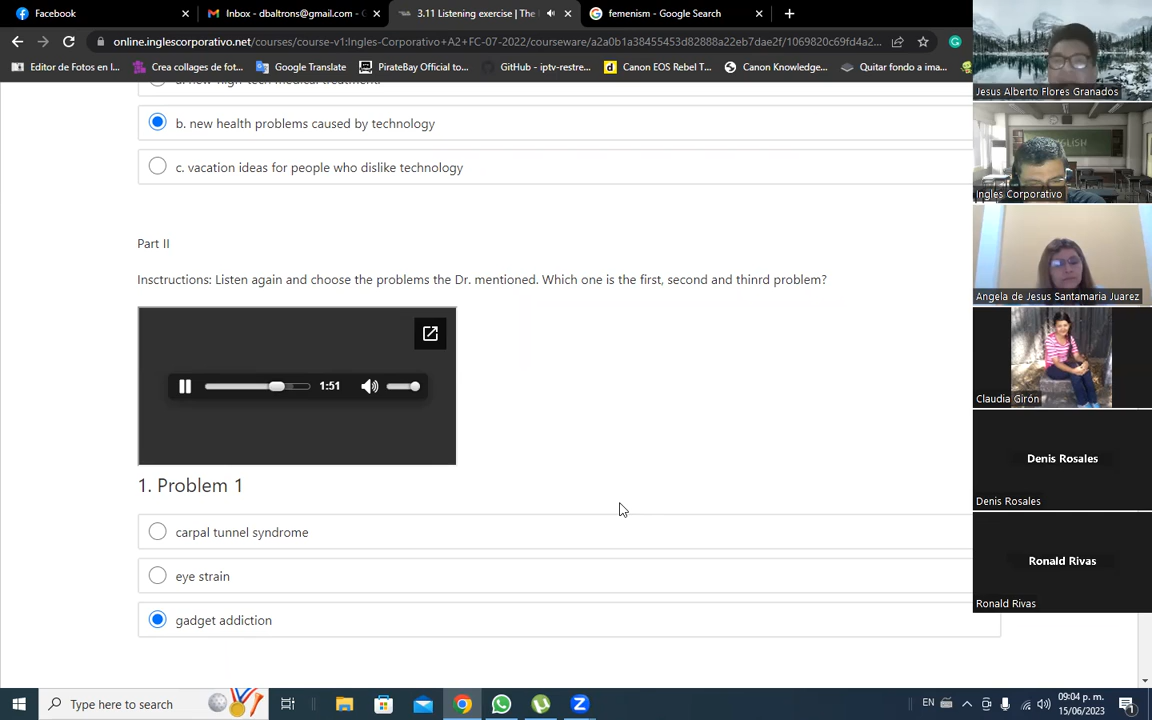 Facebook
Inbox - dbaltrons@gmail.com -
3.11 Listening exercise | The
femenism - Google Search
online.inglescorporativo.net/courses/course-v1:Ingles-Corporativo+A2+FC-07-2022/courseware/a2a0b1a38455453d82888a22eb7dae2f/1069820c69fd4a2...
Editor de Fotos en l...
Crea collages de fot...
Google Translate
PirateBay Official to...
GitHub - iptv-restre...
Canon EOS Rebel T...
Canon Knowledge...
Quitar fondo a ima...
b. new health problems caused by technology
c. vacation ideas for people who dislike technology
Part II
Insctructions: Listen again and choose the problems the Dr. mentioned. Which one is the first, second and thinrd problem?
1:51
1. Problem 1
carpal tunnel syndrome
eye strain
gadget addiction
Jesus Alberto Flores Granados
ENGLISH
Ingles Corporativo
Angela de Jesus Santamaria Juarez
Claudia Girón
Denis Rosales
Denis Rosales
Ronald Rivas
Ronald Rivas
Type here to search
EN
09:04 p. m.
15/06/2023
1